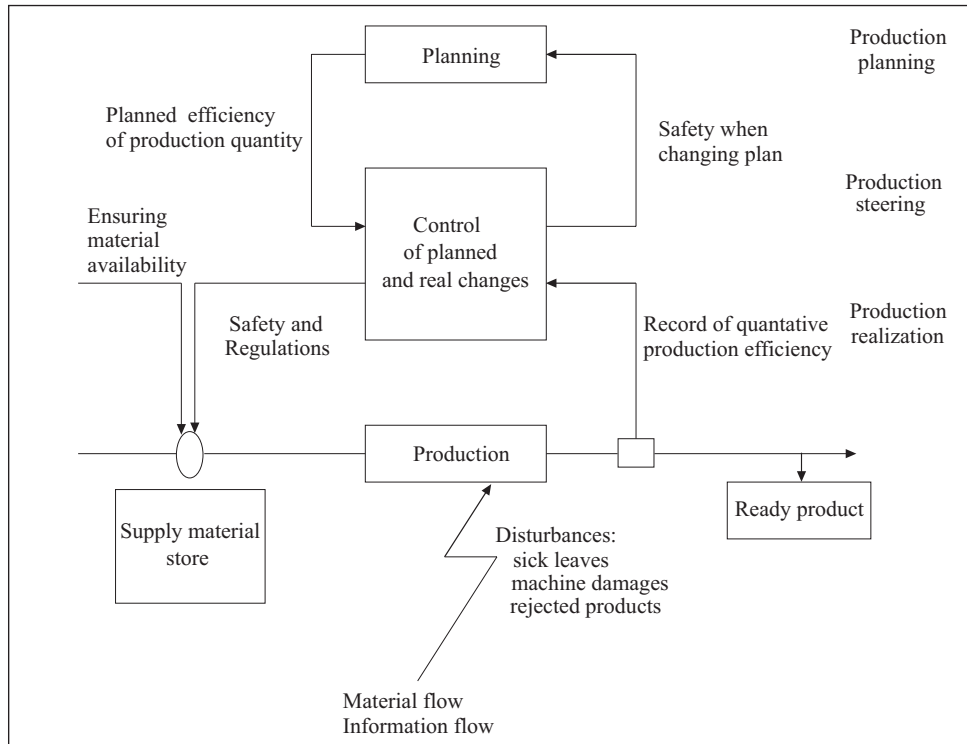 Planning
Production
planning
Planned efficiency
of production quantity
Safety when
changing plan
Production
steering
Ensuring
material
availability
Control
of planned
and real changes
Safety and
Regulations
Record of quantative
production efficiency
Production
realization
Production
Supply material
store
Ready product
Disturbances:
sick leaves
machine damages
rejected products
Material flow
Information flow